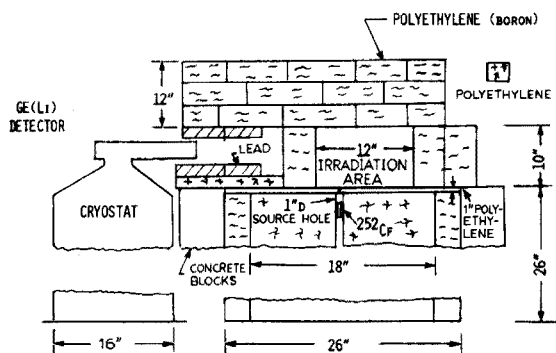 POLYETHYLENE (BORON)
POLYETHYLENE
12"
GE(LI)
DETECTOR
LEAD
12"
IRRADIATION
AREA
10"
CRYOSTAT
1"D
SOURCE HOLE
252CF
1" POLY-
ETHY-
LENE
CONCRETE
BLOCKS
18"
26"
16"
26"